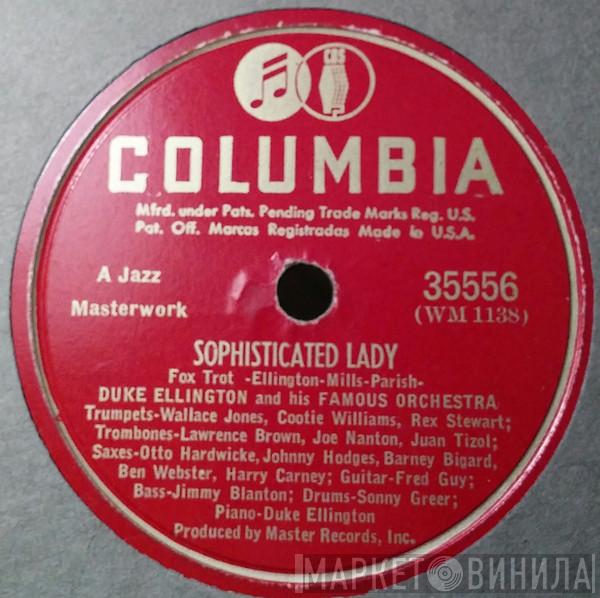 CBS
COLUMBIA
Mfrd. under Pats. Pending Trade Marks Reg. U.S.
Pat. Off. Marcas Registradas Made in U.S.A.
A Jazz
Masterwork
35556
(WM 1138)
SOPHISTICATED LADY
Fox Trot -Ellington-Mills-Parish-
DUKE ELLINGTON and his FAMOUS ORCHESTRA
Trumpets-Wallace Jones, Cootie Williams, Rex Stewart;
Trombones-Lawrence Brown, Joe Nanton, Juan Tizol;
Saxes-Otto Hardwicke, Johnny Hodges, Barney Bigard,
Ben Webster, Harry Carney; Guitar-Fred Guy;
Bass-Jimmy Blanton; Drums-Sonny Greer;
Piano-Duke Ellington
Produced by Master Records, Inc.
МАРКЕТ ВИНИЛА